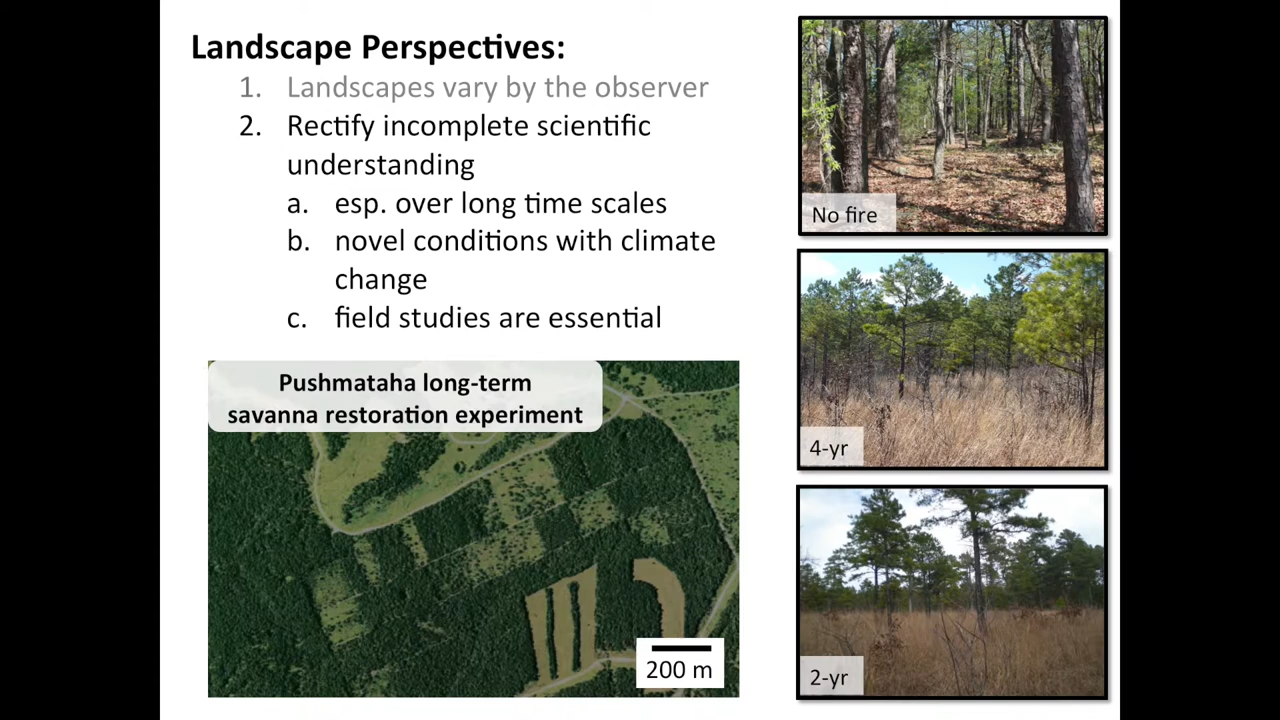 Landscape Perspectives:
1. Landscapes vary by the observer
2. Rectify incomplete scientific
understanding
a. esp. over long time scales
b. novel conditions with climate
change
c. field studies are essential
Pushmataha long-term
savanna restoration experiment
200 m
No fire
4-yr
2-yr